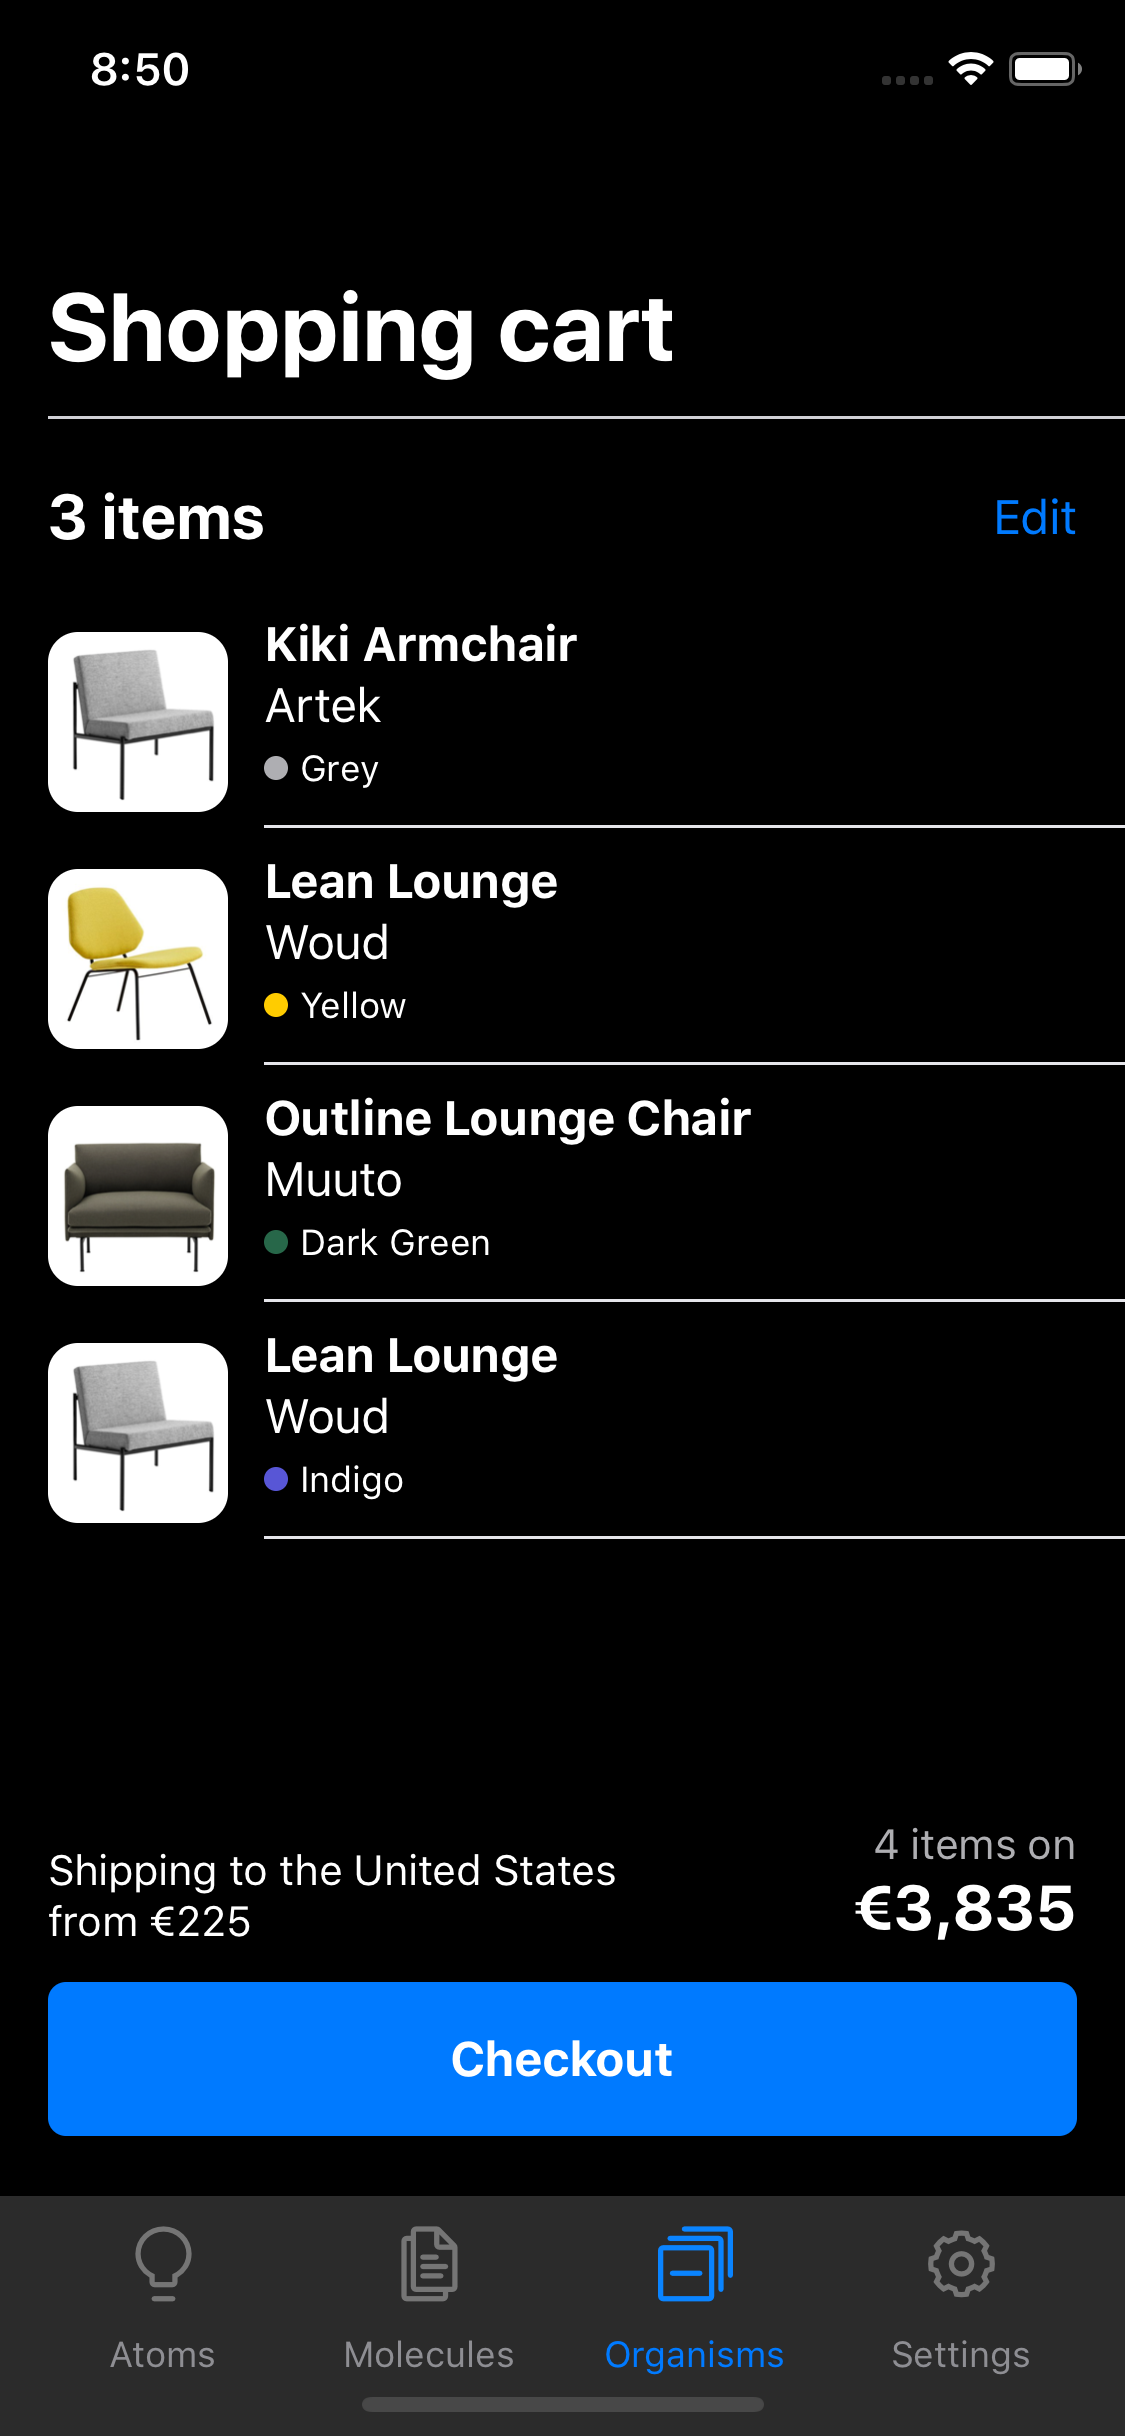 8:50
Shopping cart
3 items
Edit
Kiki Armchair
Artek
Grey
Lean Lounge
Woud
Yellow
Outline Lounge Chair
Muuto
Dark Green
Lean Lounge
Woud
Indigo
Shipping to the United States
from €225
4 items on
€3,835
Checkout
Atoms
Molecules
Organisms
Settings